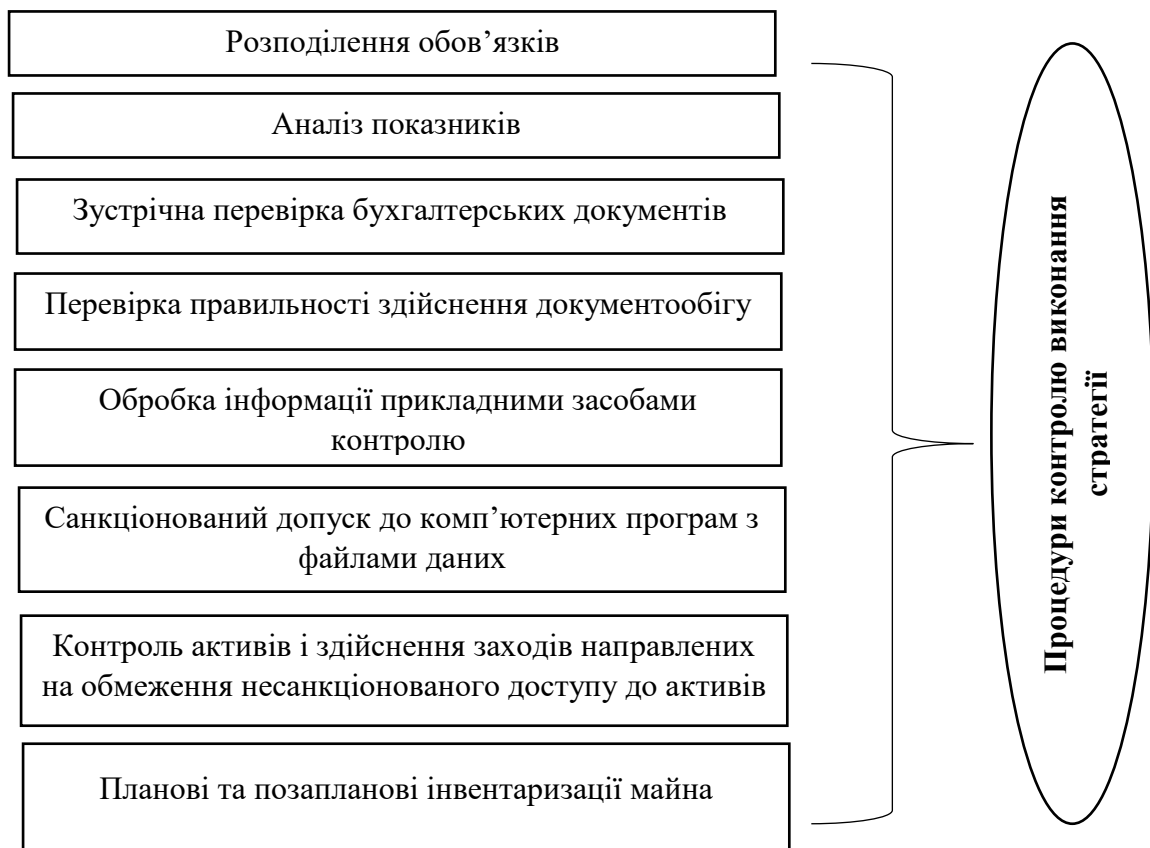 Розподілення обов’язків
Аналіз показників
Зустрічна перевірка бухгалтерських документів
Перевірка правильності здійснення документообігу
Обробка інформації прикладними засобами
контролю
Санкціонований допуск до комп’ютерних програм з
файлами даних
Контроль активів і здійснення заходів направлених
на обмеження несанкціонованого доступу до активів
Планові та позапланові інвентаризації майна
Процедури контролю виконання
стратегії